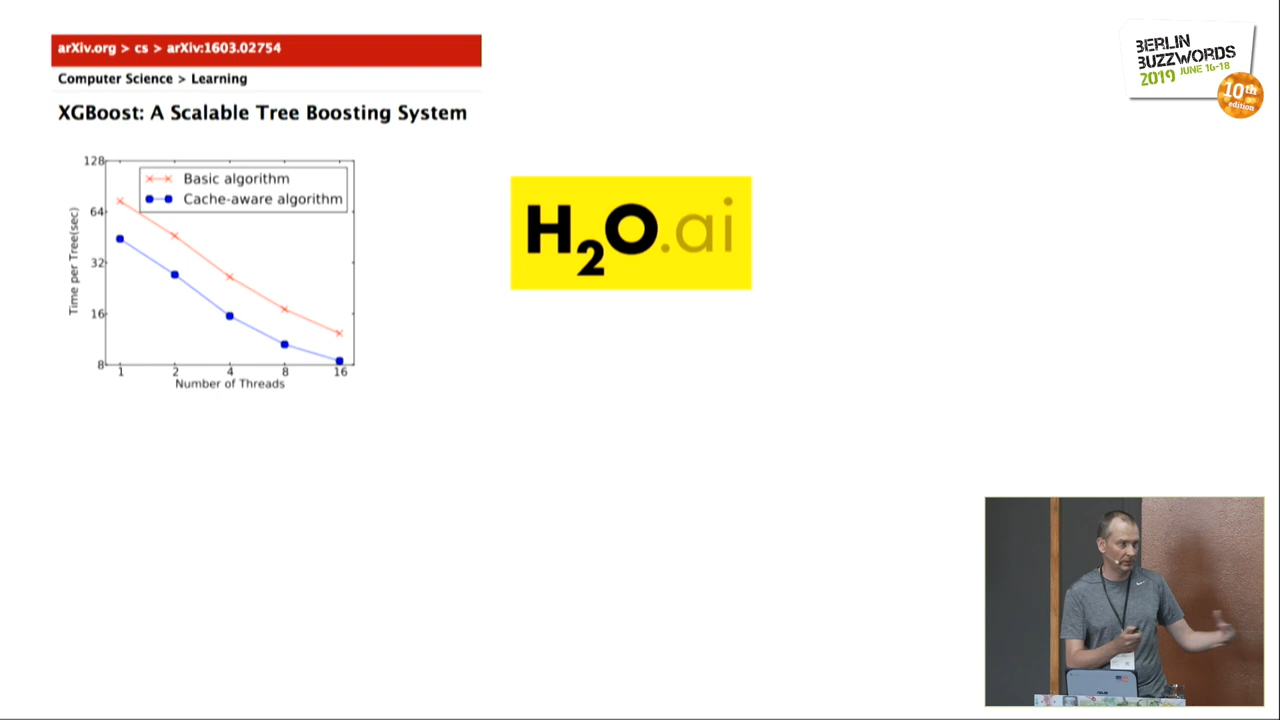 arXiv.org > cs > arXiv:1603.02754
Computer Science > Learning
XGBoost: A Scalable Tree Boosting System
128
64
32
16
8
Time per Tree(sec)
Basic algorithm
Cache-aware algorithm
1 2 4 8 16
Number of Threads
H2O.ai
BERLIN
BUZZWORDS
2019 JUNE 16-18
10th
edition
ASUS